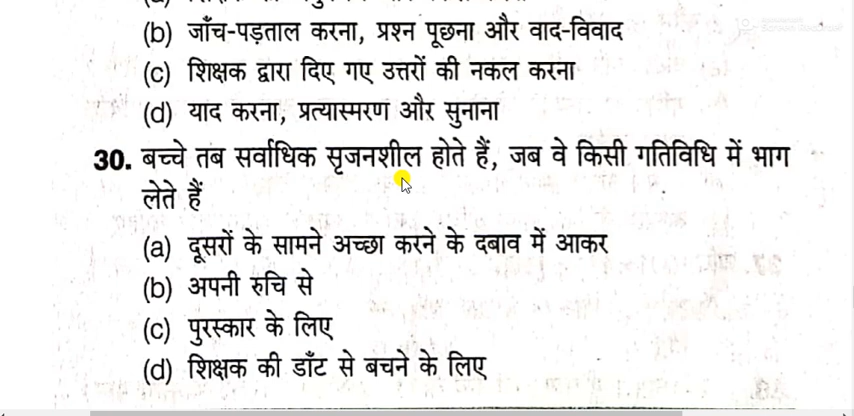 (b) जाँच-पड़ताल करना, प्रश्न पूछना और वाद-विवाद
(c) शिक्षक द्वारा दिए गए उत्तरों की नकल करना
(d) याद करना, प्रत्यास्मरण और सुनाना
30. बच्चे तब सर्वाधिक सृजनशील होते हैं, जब वे किसी गतिविधि में भाग
लेते हैं
(a) दूसरों के सामने अच्छा करने के दबाव में आकर
(b) अपनी रुचि से
(c) पुरस्कार के लिए
(d) शिक्षक की डाँट से बचने के लिए